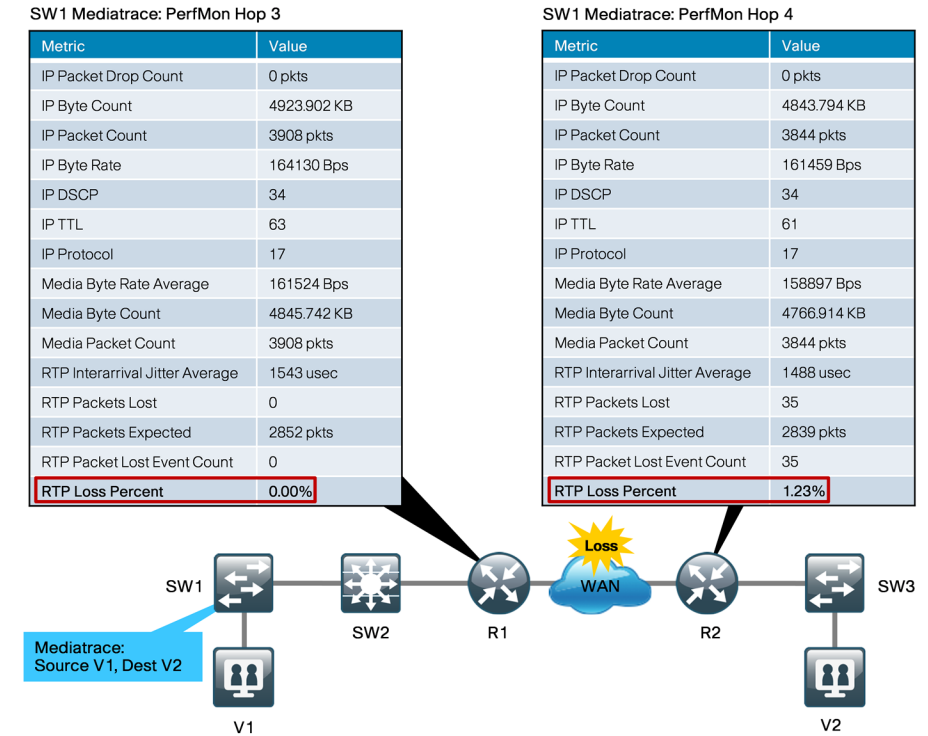 SW1 Mediatrace: PerfMon Hop 3
Metric Value
IP Packet Drop Count 0 pkts
IP Byte Count 4923.902 KB
IP Packet Count 3908 pkts
IP Byte Rate 164130 Bps
IP DSCP 34
IP TTL 63
IP Protocol 17
Media Byte Rate Average 161524 Bps
Media Byte Count 4845.742 KB
Media Packet Count 3908 pkts
RTP Interarrival Jitter Average 1543 usec
RTP Packets Lost 0
RTP Packets Expected 2852 pkts
RTP Packet Lost Event Count 0
RTP Loss Percent 0.00%
SW1 Mediatrace: PerfMon Hop 4
Metric Value
IP Packet Drop Count 0 pkts
IP Byte Count 4843.794 KB
IP Packet Count 3844 pkts
IP Byte Rate 161459 Bps
IP DSCP 34
IP TTL 61
IP Protocol 17
Media Byte Rate Average 158897 Bps
Media Byte Count 4766.914 KB
Media Packet Count 3844 pkts
RTP Interarrival Jitter Average 1488 usec
RTP Packets Lost 35
RTP Packets Expected 2839 pkts
RTP Packet Lost Event Count 35
RTP Loss Percent 1.23%
Loss
SW1
WAN
SW3
SW2
R1
R2
Mediatrace:
Source V1, Dest V2
V1
V2